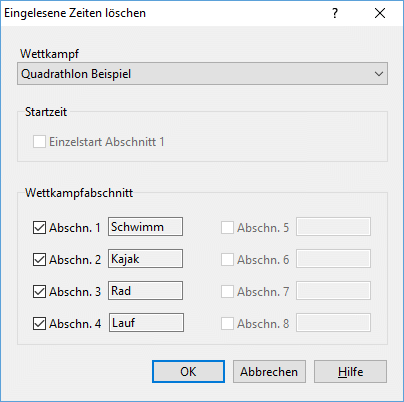 Eingelesene Zeiten löschen
Wettkampf
Quadrathlon Beispiel
Startzeit
Einzelstart Abschnitt 1
Wettkampfabschnitt
Abschn. 1 Schwimm Abschn. 5
Abschn. 2 Kajak Abschn. 6
Abschn. 3 Rad Abschn. 7
Abschn. 4 Lauf Abschn. 8
OK Abbrechen Hilfe